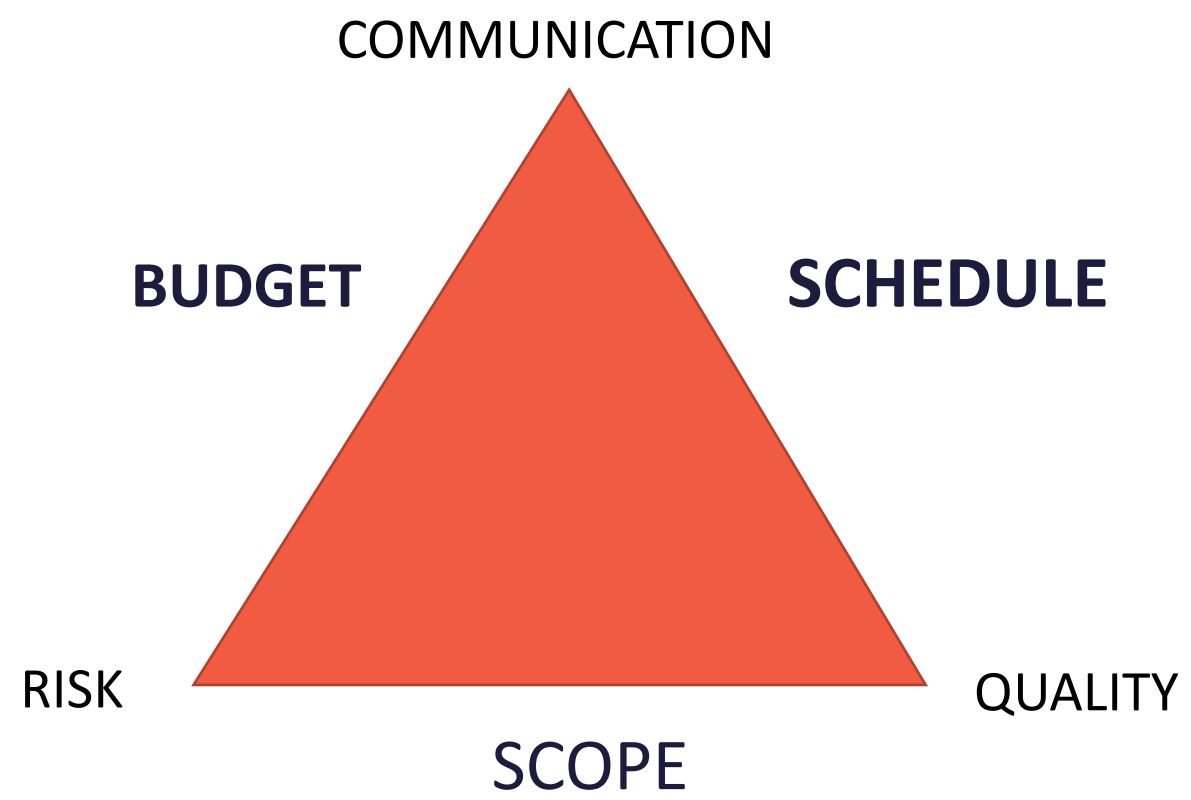 COMMUNICATION
BUDGET
SCHEDULE
RISK
QUALITY
SCOPE